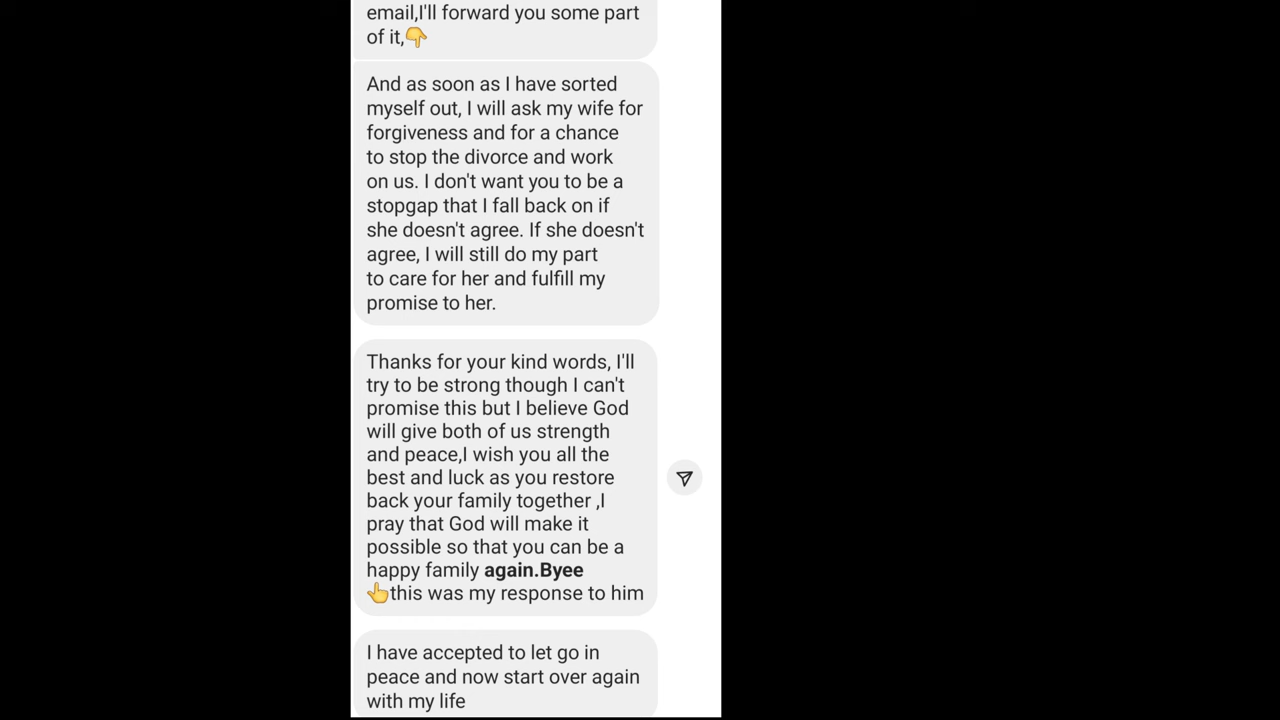 email,I'll forward you some part
of it,👇
And as soon as I have sorted
myself out, I will ask my wife for
forgiveness and for a chance
to stop the divorce and work
on us. I don't want you to be a
stopgap that I fall back on if
she doesn't agree. If she doesn't
agree, I will still do my part
to care for her and fulfill my
promise to her.
Thanks for your kind words, I'll
try to be strong though I can't
promise this but I believe God
will give both of us strength
and peace,I wish you all the
best and luck as you restore
back your family together ,I
pray that God will make it
possible so that you can be a
happy family again.Byee
👆this was my response to him
I have accepted to let go in
peace and now start over again
with my life